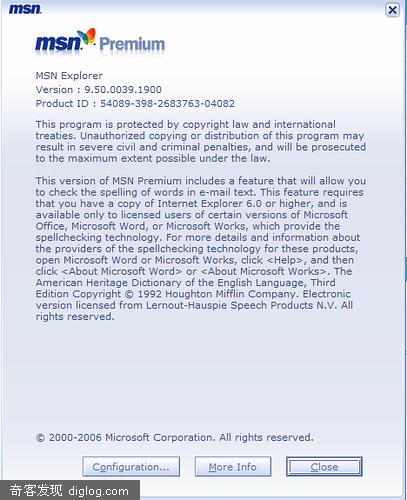 msn
msn Premium
MSN Explorer
Version : 9.50.0039.1900
Product ID : 54089-398-2683763-04082
This program is protected by copyright law and international
treaties. Unauthorized copying or distribution of this program may
result in severe civil and criminal penalties, and will be prosecuted
to the maximum extent possible under the law.
This version of MSN Premium includes a feature that will allow you
to check the spelling of words in e-mail text. This feature requires
that you have a copy of Internet Explorer 6.0 or higher, and is
available only to licensed users of certain versions of Microsoft
Office, Microsoft Word, or Microsoft Works, which provide the
spellchecking technology. For more details and information about
the providers of the spellchecking technology for these products,
open Microsoft Word or Microsoft Works, click <Help>, and then
click <About Microsoft Word> or <About Microsoft Works>. The
American Heritage Dictionary of the English Language, Third
Edition Copyright © 1992 Houghton Mifflin Company. Electronic
version licensed from Lernout-Hauspie Speech Products N.V. All
rights reserved.
© 2000-2006 Microsoft Corporation. All rights reserved.
Configuration... More Info Close
奇客发现 diglog.com